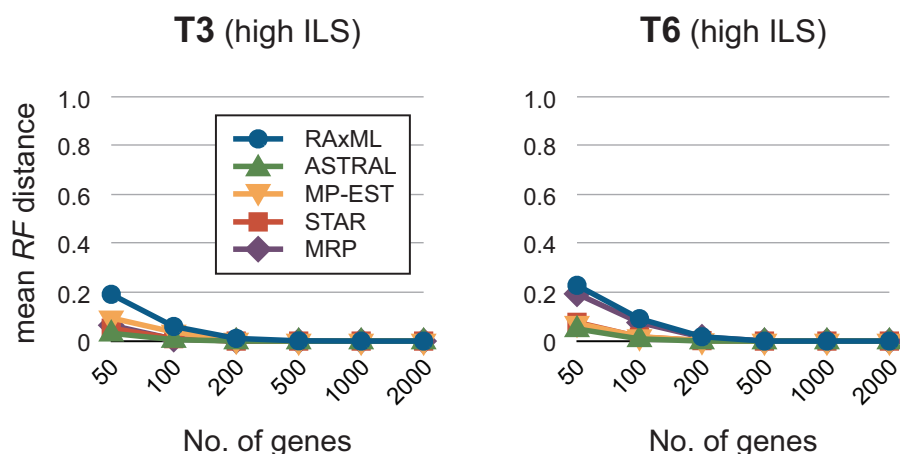 T3 (high ILS)
T6 (high ILS)
mean RF distance
1.0
0.8
0.6
0.4
0.2
0
RAxML
ASTRAL
MP-EST
STAR
MRP
50
100
200
500
1000
2000
No. of genes
1.0
0.8
0.6
0.4
0.2
0
50
100
200
500
1000
2000
No. of genes